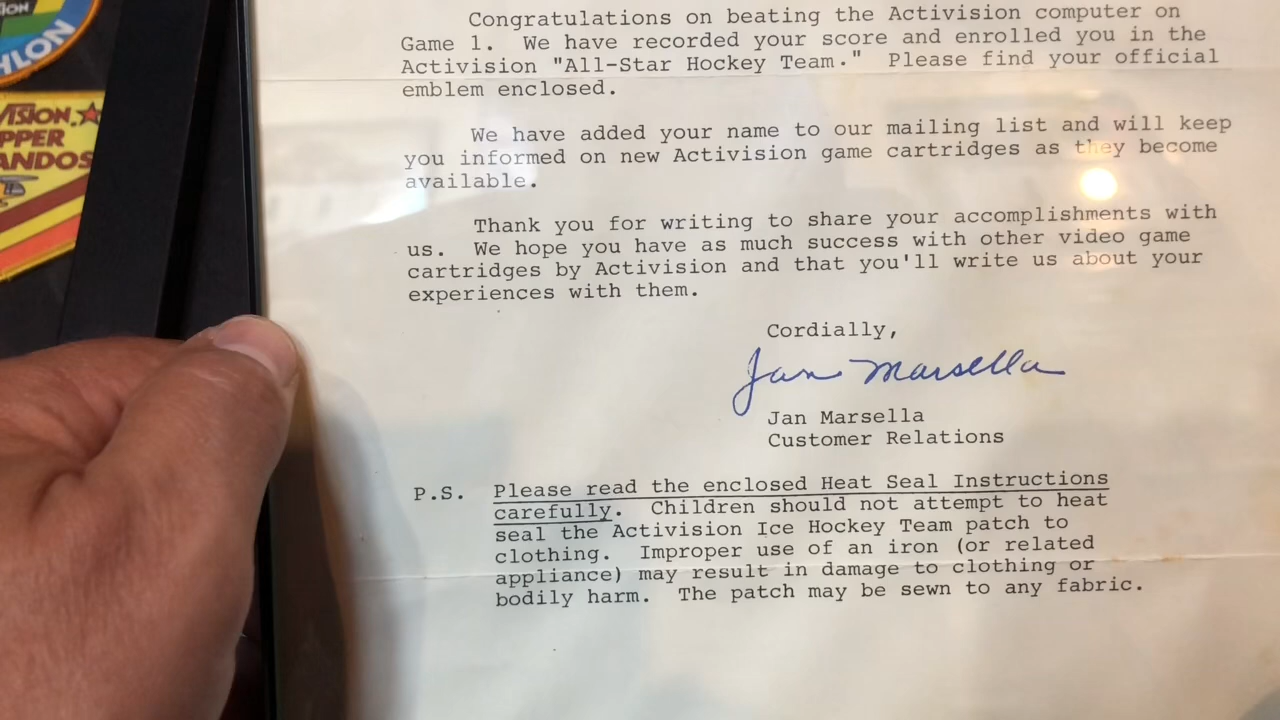 ION
HLON
VISION
PPER
ANDOS
Congratulations on beating the Activision computer on
Game 1. We have recorded your score and enrolled you in the
Activision "All-Star Hockey Team." Please find your official
emblem enclosed.
We have added your name to our mailing list and will keep
you informed on new Activision game cartridges as they become
available.
Thank you for writing to share your accomplishments with
us. We hope you have as much success with other video game
cartridges by Activision and that you'll write us about your
experiences with them.
Cordially,
Jan Marsella
Jan Marsella
Customer Relations
P.S. Please read the enclosed Heat Seal Instructions
carefully. Children should not attempt to heat
seal the Activision Ice Hockey Team patch to
clothing. Improper use of an iron (or related
appliance) may result in damage to clothing or
bodily harm. The patch may be sewn to any fabric.